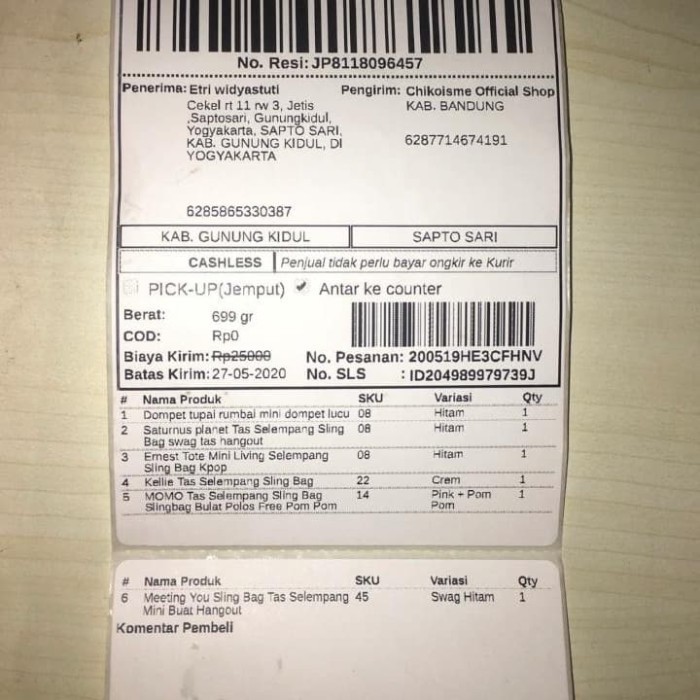 No. Resi: JP8118096457
Penerima: Etri widyastuti
Cekel rt 11 rw 3, Jetis
,Saptosari, Gunungkidul,
Yogyakarta, SAPTO SARI,
KAB. GUNUNG KIDUL, DI
YOGYAKARTA
6285865330387
Pengirim: Chikoisme Official Shop
KAB. BANDUNG
6287714674191
KAB. GUNUNG KIDUL SAPTO SARI
CASHLESS Penjual tidak perlu bayar ongkir ke Kurir
PICK-UP(Jemput) ✔ Antar ke counter
Berat: 699 gr
COD: Rp0
Biaya Kirim: Rp25000 No. Pesanan: 200519HE3CFHNV
Batas Kirim: 27-05-2020 No. SLS : ID204989979739J
# Nama Produk SKU Variasi Qty
1 Dompet tupai rumbai mini dompet lucu 08 Hitam 1
2 Saturnus planet Tas Selempang Sling 08 Hitam 1
Bag swag tas hangout
3 Ernest Tote Mini Living Selempang 08 Hitam 1
Sling Bag Kpop
4 Kellie Tas Selempang Sling Bag 22 Crem 1
5 MOMO Tas Selempang Sling Bag 14 Pink + Pom 1
Slingbag Bulat Polos Free Pom Pom Pom
# Nama Produk SKU Variasi Qty
6 Meeting You Sling Bag Tas Selempang 45 Swag Hitam 1
Mini Buat Hangout
Komentar Pembeli